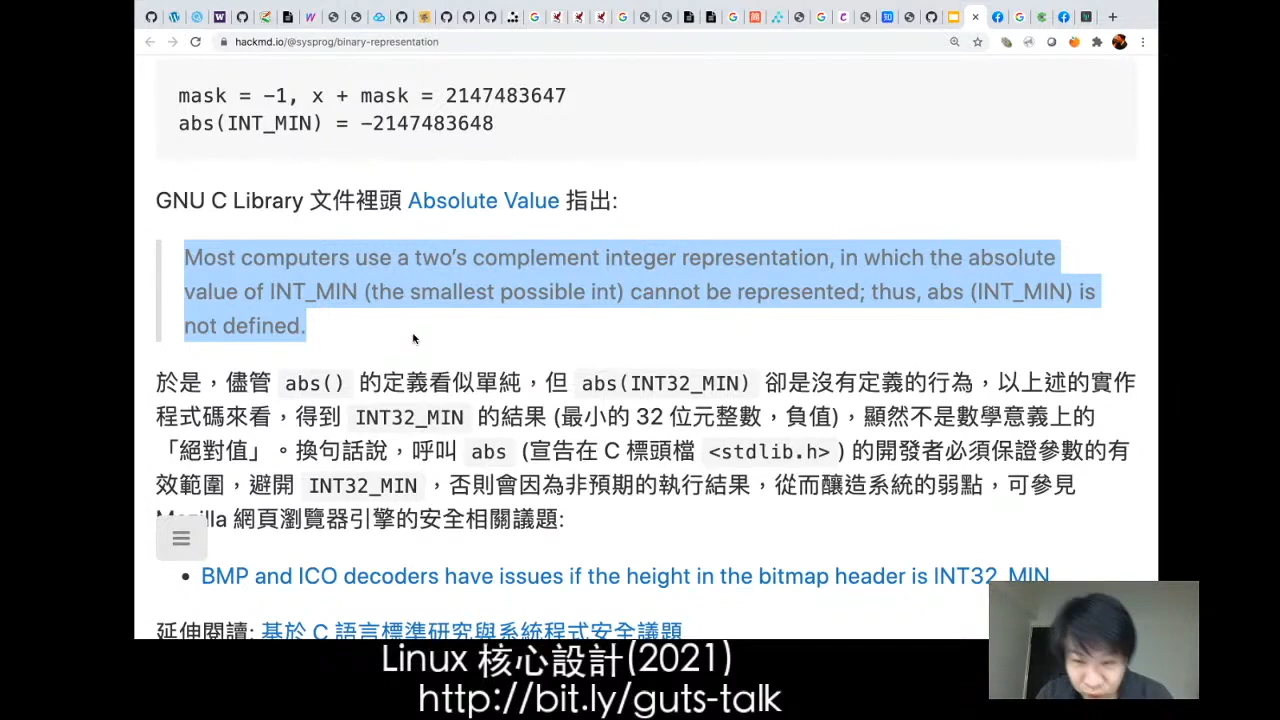 hackmd.io/@sysprog/binary-representation
mask = -1, x + mask = 2147483647
abs(INT_MIN) = -2147483648
GNU C Library 文件裡頭 Absolute Value 指出:
Most computers use a two's complement integer representation, in which the absolute
value of INT_MIN (the smallest possible int) cannot be represented; thus, abs (INT_MIN) is
not defined.
於是，儘管 abs() 的定義看似單純，但 abs(INT32_MIN) 卻是沒有定義的行為，以上述的實作
程式碼來看，得到 INT32_MIN 的結果 (最小的 32 位元整數，負值)，顯然不是數學意義上的
「絕對值」。換句話說，呼叫 abs (宣告在 C 標頭檔 <stdlib.h>) 的開發者必須保證參數的有
效範圍，避開 INT32_MIN，否則會因為非預期的執行結果，從而釀造系統的弱點，可參見
Mozilla 網頁瀏覽器引擎的安全相關議題:
BMP and ICO decoders have issues if the height in the bitmap header is INT32_MIN
延伸閱讀: 基於 C 語言標準研究與系統程式安全議題
Linux 核心設計(2021)
http://bit.ly/guts-talk